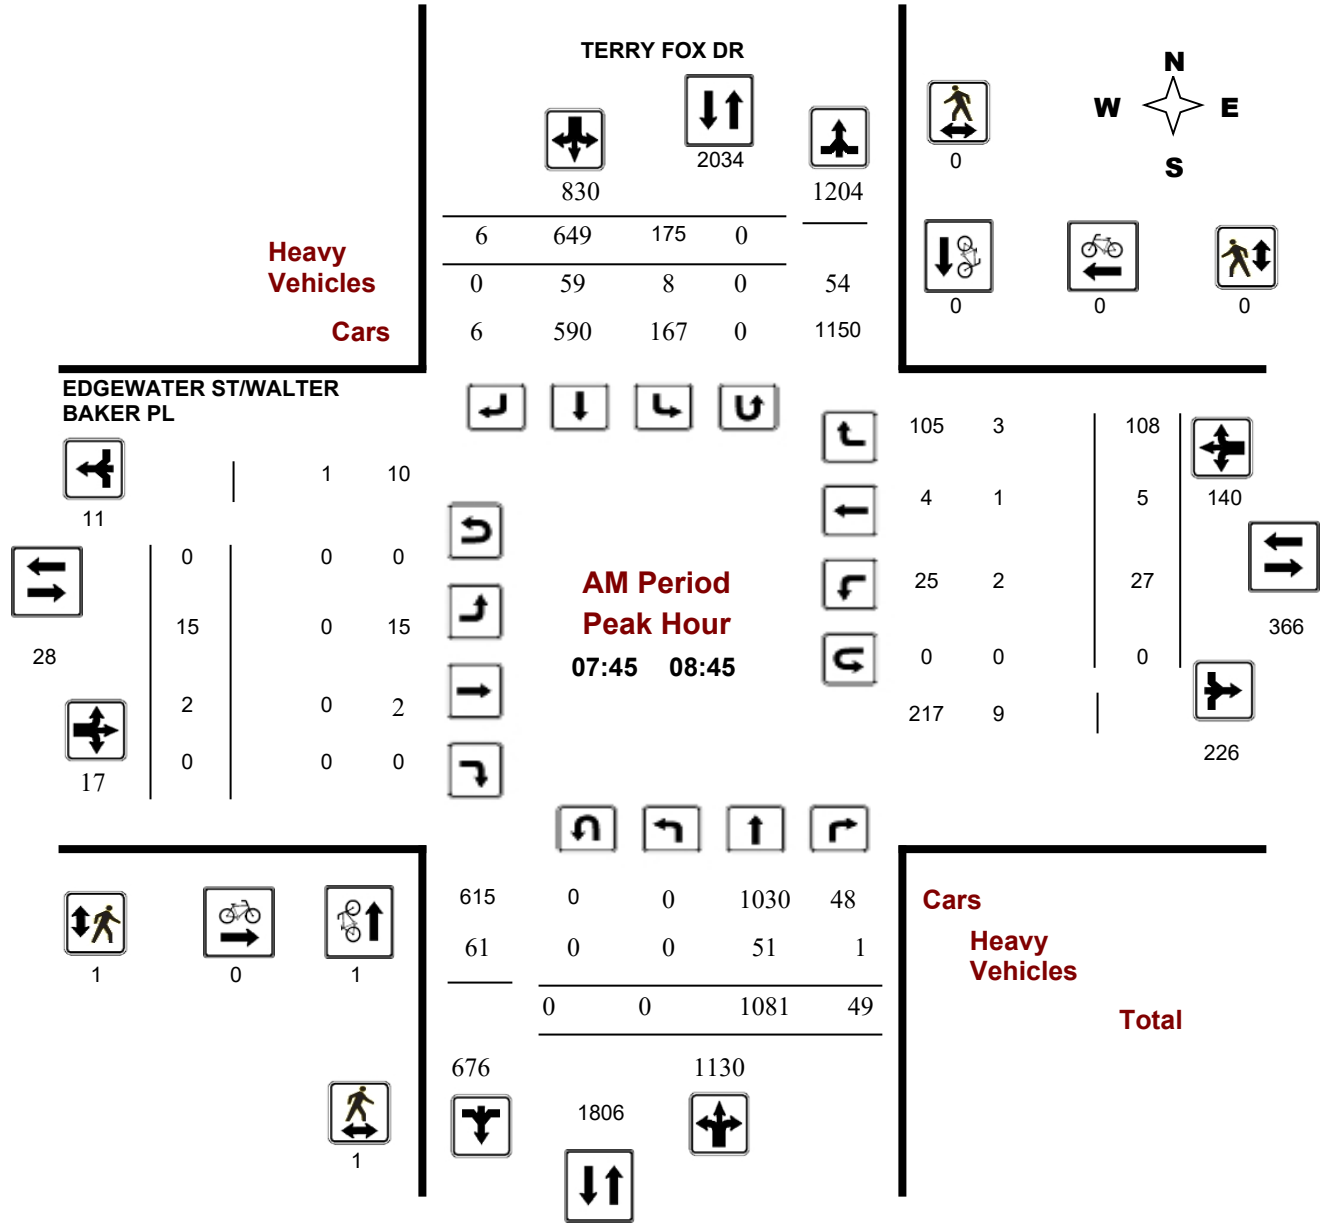 TERRY FOX DR
N
W E
S
2034
0
830
1204
6 649 175 0
Heavy
Vehicles
0 59 8 0 54
0 0 0
Cars
6 590 167 0 1150
EDGEWATER ST/WALTER
BAKER PL
105 3 108
1 10
11
4 1 5 140
0 0 0
AM Period
25 2 27
Peak Hour
15 0 15
366
28
07:45 08:45
0 0 0
2 0 2
217 9
226
0 0 0
17
615 0 0 1030 48
Cars
61 0 0 51 1
Heavy
Vehicles
1 0 1
0 0 1081 49
Total
676 1130
1806
1